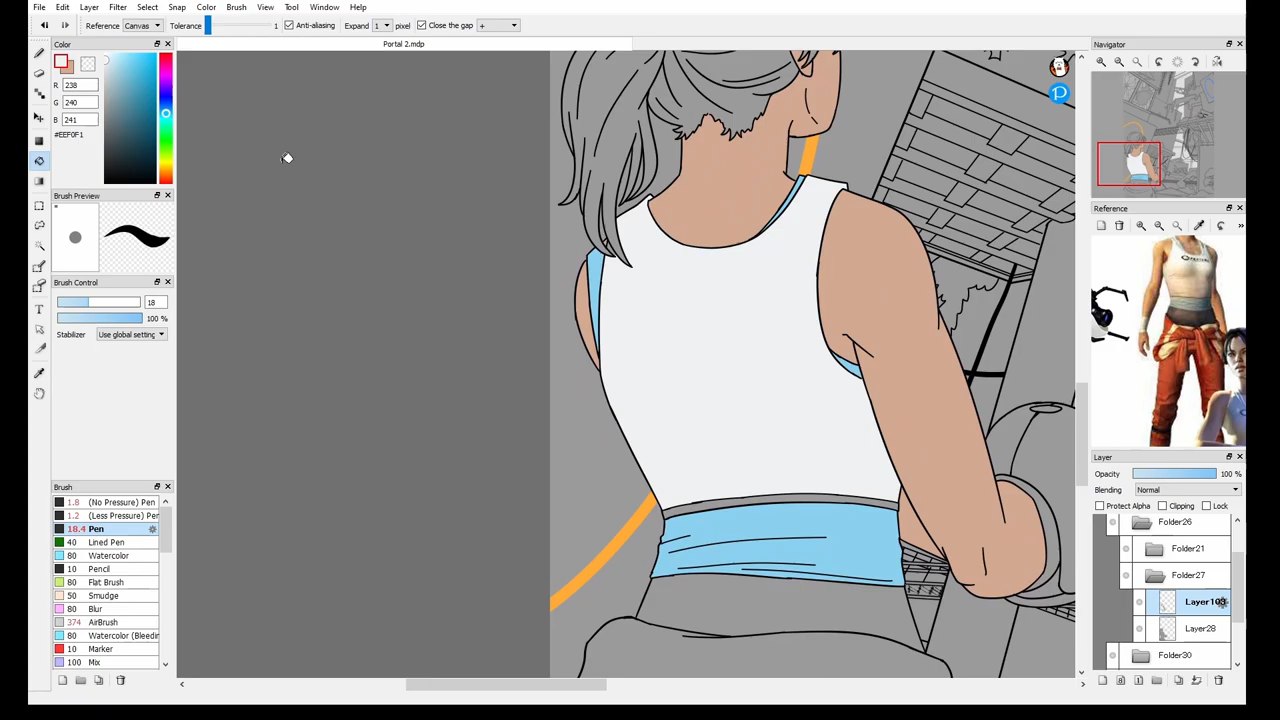 File Edit Layer Filter Select Snap Color Brush View Tool Window Help
Reference Canvas Tolerance 1 Anti-aliasing Expand 1 pixel Close the gap +
Portal 2.mdp
Color
R 238
G 240
B 241
#EEF0F1
Brush Preview
Brush Control
18
100 %
Stabilizer Use global setting
Brush
1.8 (No Pressure) Pen
1.2 (Less Pressure) Pen
18.4 Pen
40 Lined Pen
80 Watercolor
10 Pencil
80 Flat Brush
50 Smudge
80 Blur
374 AirBrush
80 Watercolor (Bleedin
10 Marker
100 Mix
Navigator
Reference
Layer
Opacity 100 %
Blending Normal
Protect Alpha Clipping Lock
Folder26
Folder21
Folder27
Layer28
Folder30